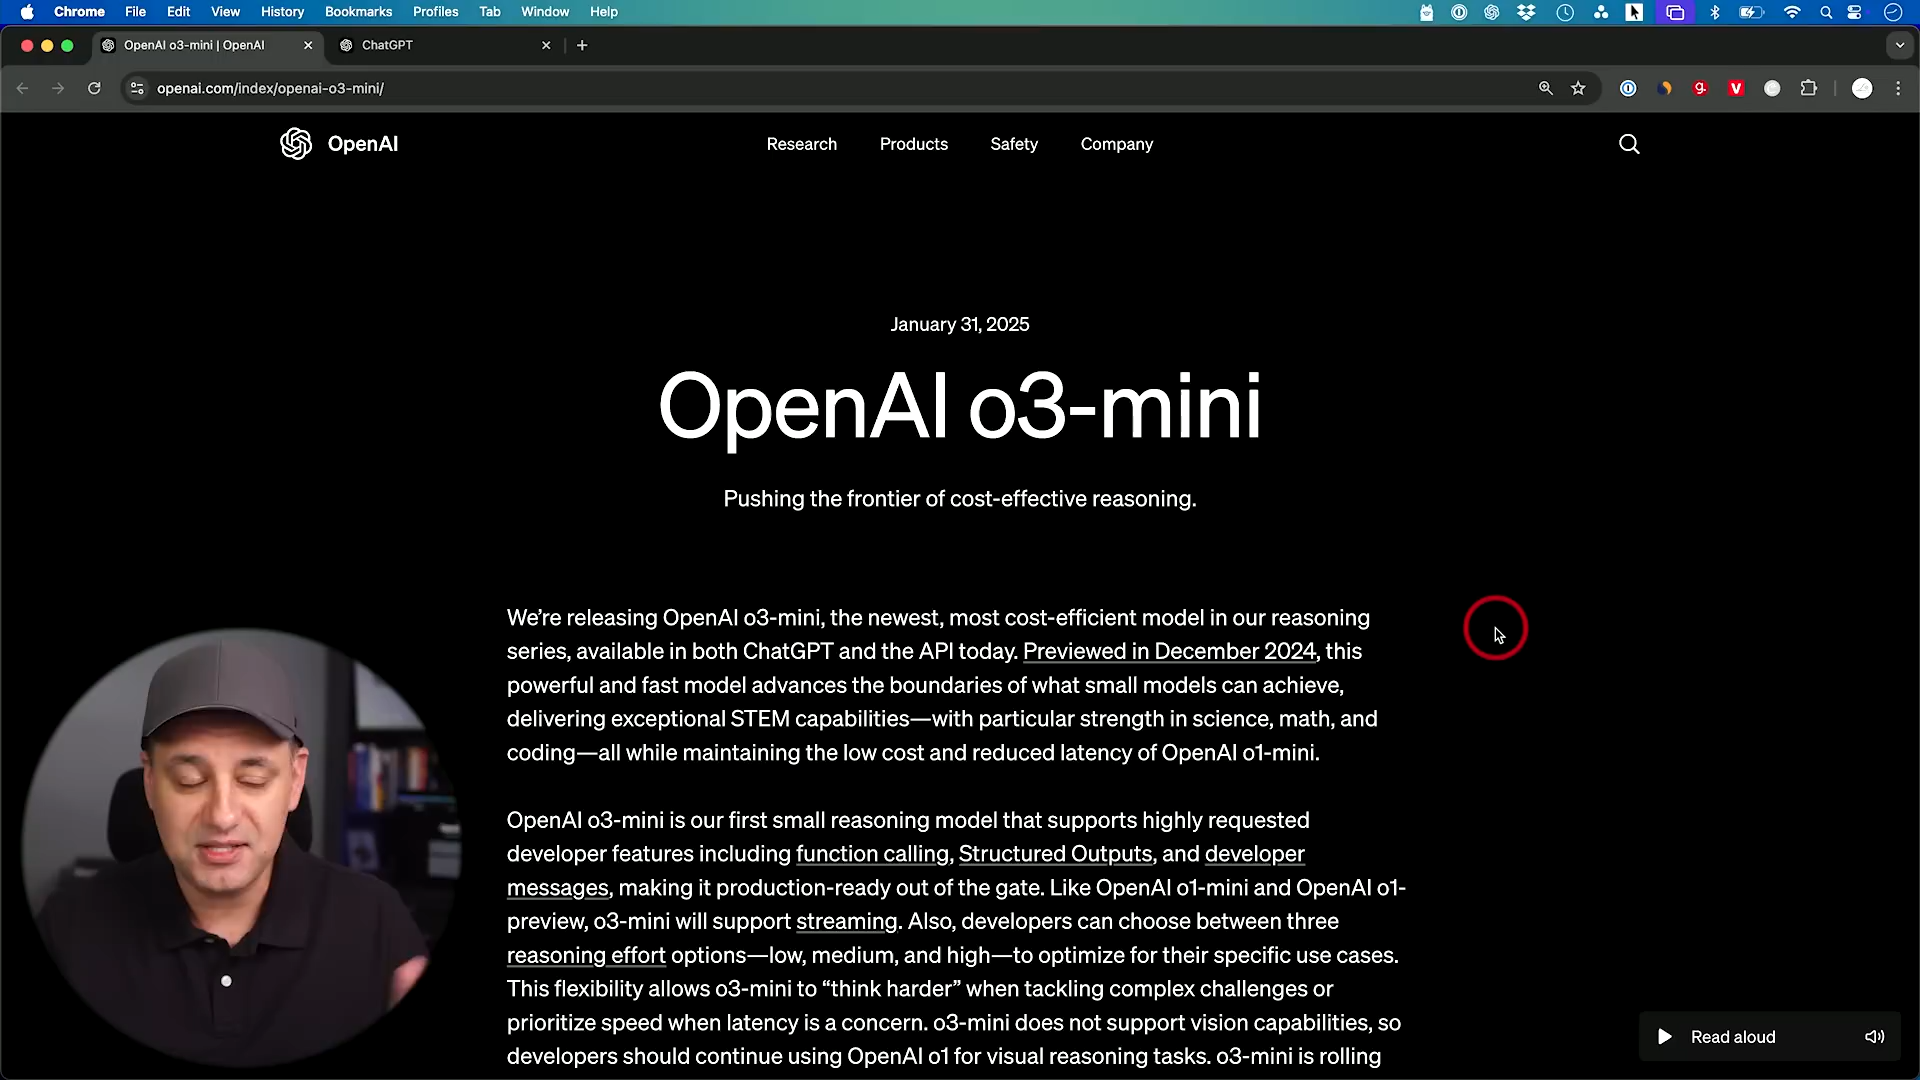 Chrome File Edit View History Bookmarks Profiles Tab Window Help
OpenAI o3-mini | OpenAI
ChatGPT
openai.com/index/openai-o3-mini/
OpenAI
Research Products Safety Company
January 31, 2025
OpenAI o3-mini
Pushing the frontier of cost-effective reasoning.
We’re releasing OpenAI o3-mini, the newest, most cost-efficient model in our reasoning
series, available in both ChatGPT and the API today. Previewed in December 2024, this
powerful and fast model advances the boundaries of what small models can achieve,
delivering exceptional STEM capabilities—with particular strength in science, math, and
coding—all while maintaining the low cost and reduced latency of OpenAI o1-mini.
OpenAI o3-mini is our first small reasoning model that supports highly requested
developer features including function calling, Structured Outputs, and developer
messages, making it production-ready out of the gate. Like OpenAI o1-mini and OpenAI o1-
preview, o3-mini will support streaming. Also, developers can choose between three
reasoning effort options—low, medium, and high—to optimize for their specific use cases.
This flexibility allows o3-mini to “think harder” when tackling complex challenges or
prioritize speed when latency is a concern. o3-mini does not support vision capabilities, so
developers should continue using OpenAI o1 for visual reasoning tasks. o3-mini is rolling
Read aloud